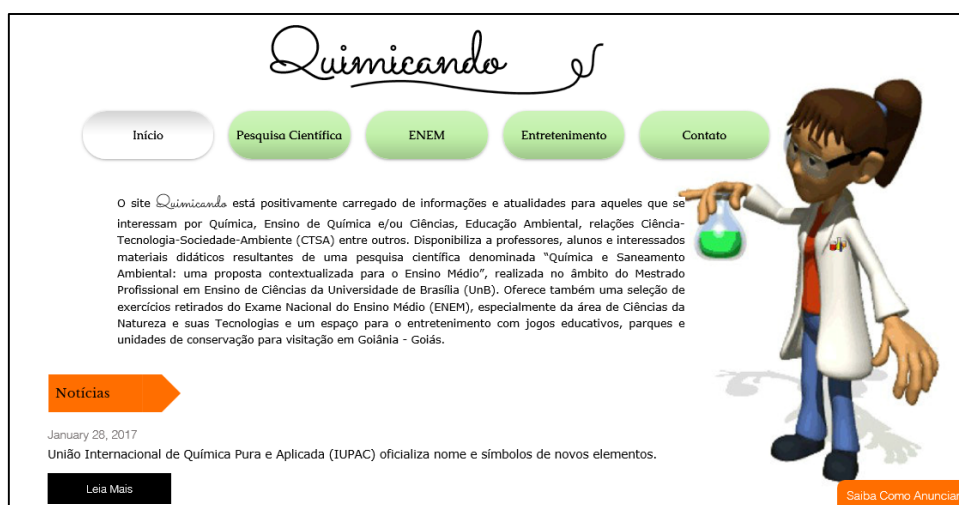 Quimicando
Início
Pesquisa Científica
ENEM
Entretenimento
Contato
O site Quimicando está positivamente carregado de informações e atualidades para aqueles que se
interessam por Química, Ensino de Química e/ou Ciências, Educação Ambiental, relações Ciência-
Tecnologia-Sociedade-Ambiente (CTSA) entre outros. Disponibiliza a professores, alunos e interessados
materiais didáticos resultantes de uma pesquisa científica denominada "Química e Saneamento
Ambiental: uma proposta contextualizada para o Ensino Médio", realizada no âmbito do Mestrado
Profissional em Ensino de Ciências da Universidade de Brasília (UnB). Oferece também uma seleção de
exercícios retirados do Exame Nacional do Ensino Médio (ENEM), especialmente da área de Ciências da
Natureza e suas Tecnologias e um espaço para o entretenimento com jogos educativos, parques e
unidades de conservação para visitação em Goiânia - Goiás.
Notícias
January 28, 2017
União Internacional de Química Pura e Aplicada (IUPAC) oficializa nome e símbolos de novos elementos.
Leia Mais
Saiba Como Anunciar